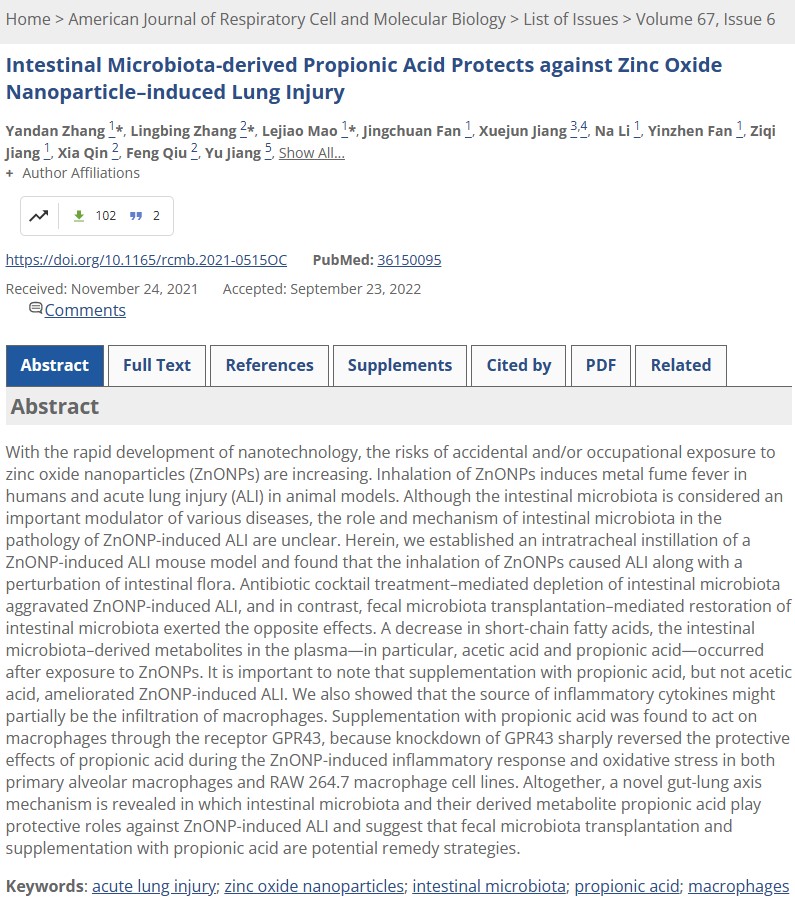 Home > American Journal of Respiratory Cell and Molecular Biology > List of Issues > Volume 67, Issue 6
Intestinal Microbiota-derived Propionic Acid Protects against Zinc Oxide
Nanoparticle–induced Lung Injury
Yandan Zhang 1*, Lingbing Zhang 2*, Lejiao Mao 1*, Jingchuan Fan 1, Xuejun Jiang 3,4, Na Li 1, Yinzhen Fan 1, Ziqi
Jiang 1, Xia Qin 2, Feng Qiu 2, Yu Jiang 5, Show All...
+ Author Affiliations
102 2
https://doi.org/10.1165/rcmb.2021-0515OC PubMed: 36150095
Received: November 24, 2021 Accepted: September 23, 2022
Comments
Abstract Full Text References Supplements Cited by PDF Related
Abstract
With the rapid development of nanotechnology, the risks of accidental and/or occupational exposure to
zinc oxide nanoparticles (ZnONPs) are increasing. Inhalation of ZnONPs induces metal fume fever in
humans and acute lung injury (ALI) in animal models. Although the intestinal microbiota is considered an
important modulator of various diseases, the role and mechanism of intestinal microbiota in the
pathology of ZnONP-induced ALI are unclear. Herein, we established an intratracheal instillation of a
ZnONP-induced ALI mouse model and found that the inhalation of ZnONPs caused ALI along with a
perturbation of intestinal flora. Antibiotic cocktail treatment–mediated depletion of intestinal microbiota
aggravated ZnONP-induced ALI, and in contrast, fecal microbiota transplantation–mediated restoration of
intestinal microbiota exerted the opposite effects. A decrease in short-chain fatty acids, the intestinal
microbiota–derived metabolites in the plasma—in particular, acetic acid and propionic acid—occurred
after exposure to ZnONPs. It is important to note that supplementation with propionic acid, but not acetic
acid, ameliorated ZnONP-induced ALI. We also showed that the source of inflammatory cytokines might
partially be the infiltration of macrophages. Supplementation with propionic acid was found to act on
macrophages through the receptor GPR43, because knockdown of GPR43 sharply reversed the protective
effects of propionic acid during the ZnONP-induced inflammatory response and oxidative stress in both
primary alveolar macrophages and RAW 264.7 macrophage cell lines. Altogether, a novel gut-lung axis
mechanism is revealed in which intestinal microbiota and their derived metabolite propionic acid play
protective roles against ZnONP-induced ALI and suggest that fecal microbiota transplantation and
supplementation with propionic acid are potential remedy strategies.
Keywords: acute lung injury; zinc oxide nanoparticles; intestinal microbiota; propionic acid; macrophages